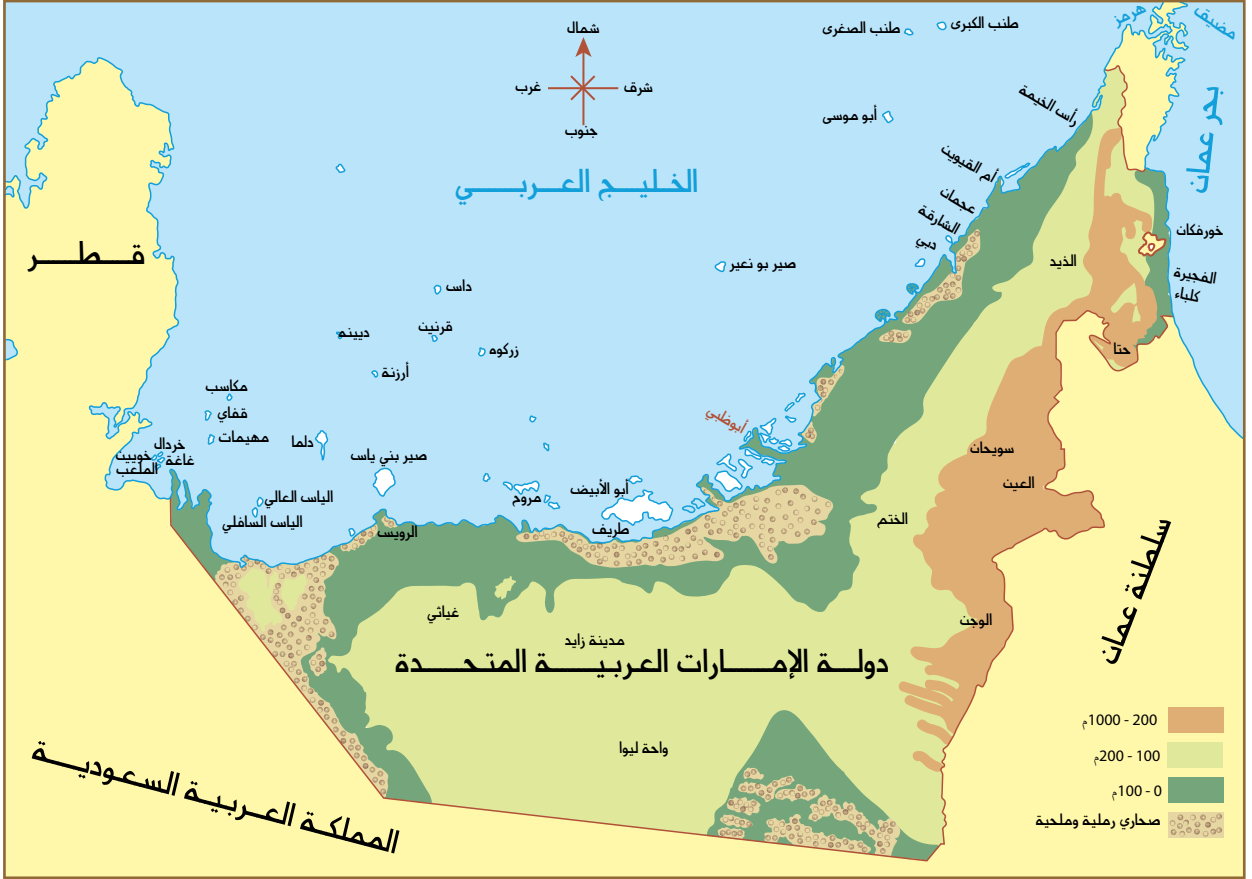 مضيق
هرمز
طنب الكبرى
طنب الصغرى
شمال
شرق
غرب
جنوب
بحر عمان
رأس الخيمة
أبو موسى
أم القيوين
الخليج العربي
عجمان
الشارقة
دبي
خورفكان
الفجيرة
كلباء
الذيد
حتا
قطر
صير بو نعير
داس
قرنين
ديينم
زركوه
أرزنة
مكاسب
قفاي
مهيمات
دلما
خردال
غاغة
خويبن
الملعب
صير بني ياس
الياس العالي
الياس السافلي
مروح
أبو الأبيض
أبوظبي
طريف
الرويس
سويحان
العين
الختم
الوجن
غياثي
مدينة زايد
دولة الإمارات العربية المتحدة
واحة ليوا
سلطنة عمان
المملكة العربية السعودية
200 - 1000م
100 - 200م
0 - 100م
صحاري رملية وملحية